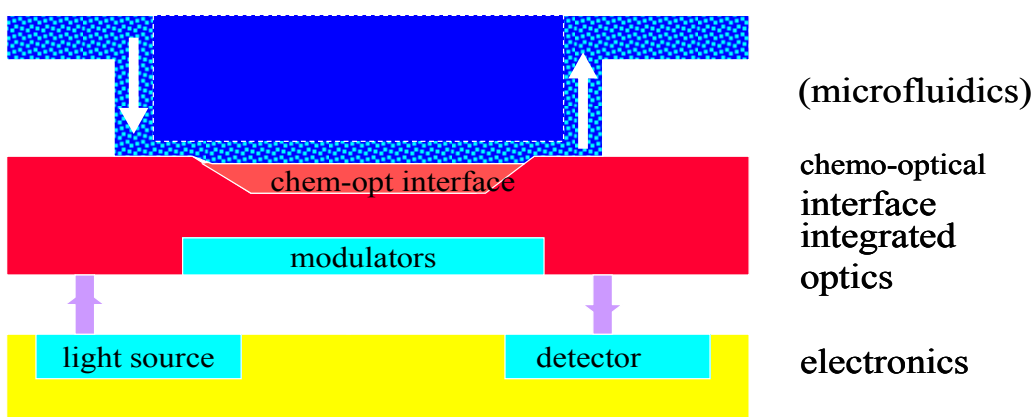 (microfluidics)
chemo-optical
interface
chem-opt interface
integrated
optics
modulators
light source
detector
electronics